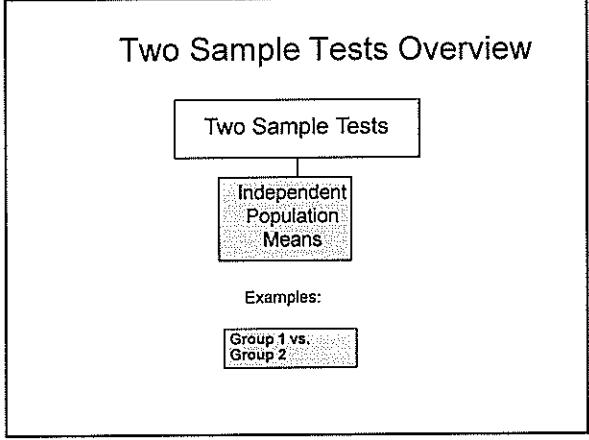 Two Sample Tests Overview
Two Sample Tests
Independent
Population
Means
Examples:
Group 1 vs.
Group 2